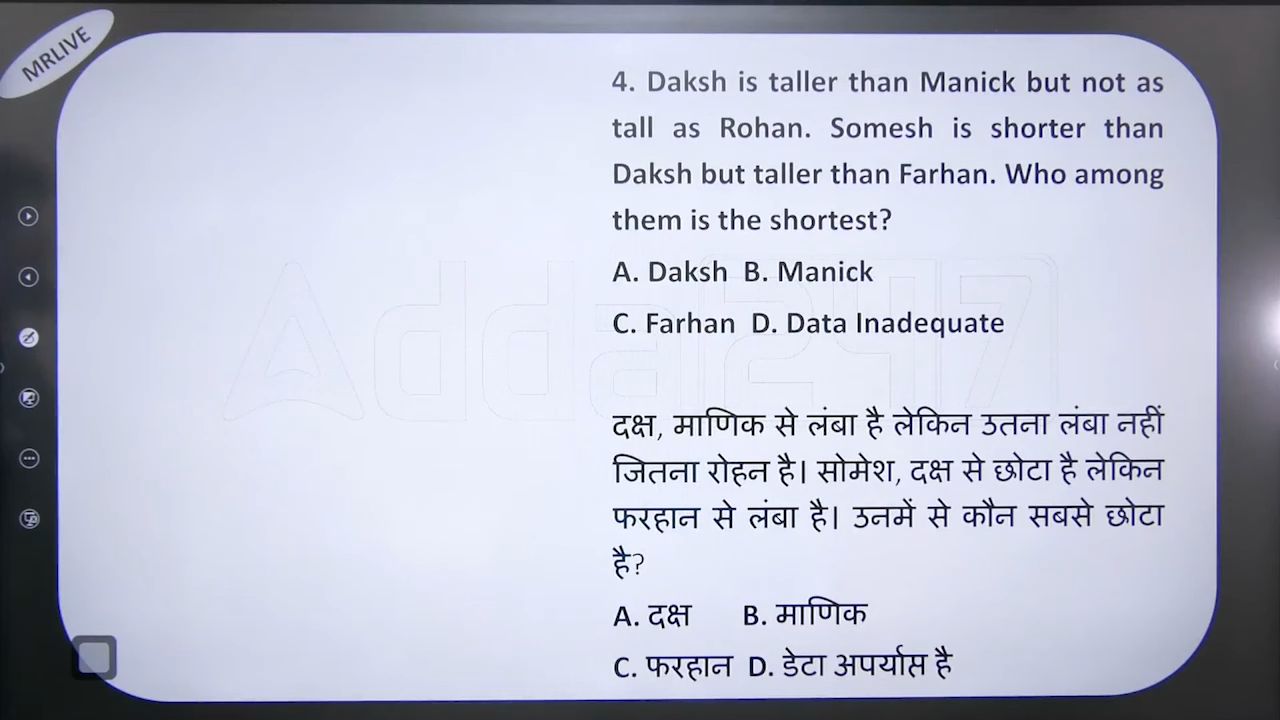 MRLIVE
4. Daksh is taller than Manick but not as
tall as Rohan. Somesh is shorter than
Daksh but taller than Farhan. Who among
them is the shortest?
A. Daksh B. Manick
C. Farhan D. Data Inadequate
Adda247
दक्ष, माणिक से लंबा है लेकिन उतना लंबा नहीं
जितना रोहन है। सोमेश, दक्ष से छोटा है लेकिन
फरहान से लंबा है। उनमें से कौन सबसे छोटा
है?
A. दक्ष B. माणिक
C. फरहान D. डेटा अपर्याप्त है